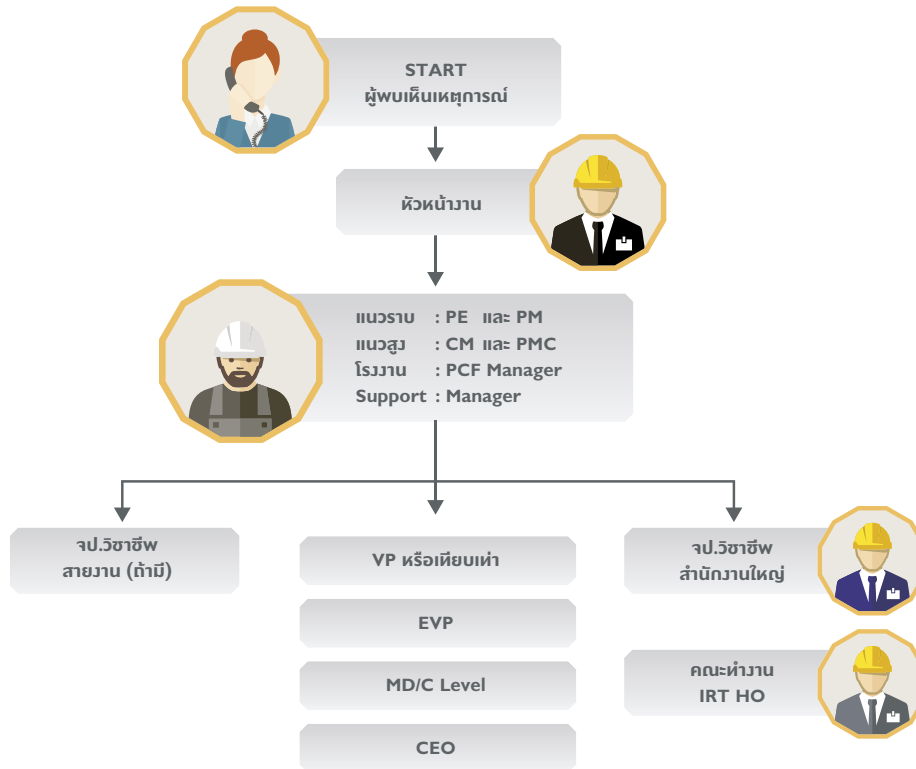 START
ผู้พบเห็นเหตุการณ์
หัวหน้างาน
แนวราบ : PE และ PM
แนวสูง : CM และ PMC
โรงงาน : PCF Manager
Support : Manager
จป.วิชาชีพ
สายงาน (ถ้ามี)
VP หรือเทียบเท่า
EVP
MD/C Level
CEO
จป.วิชาชีพ
สำนักงานใหญ่
คณะทำงาน
IRT HO